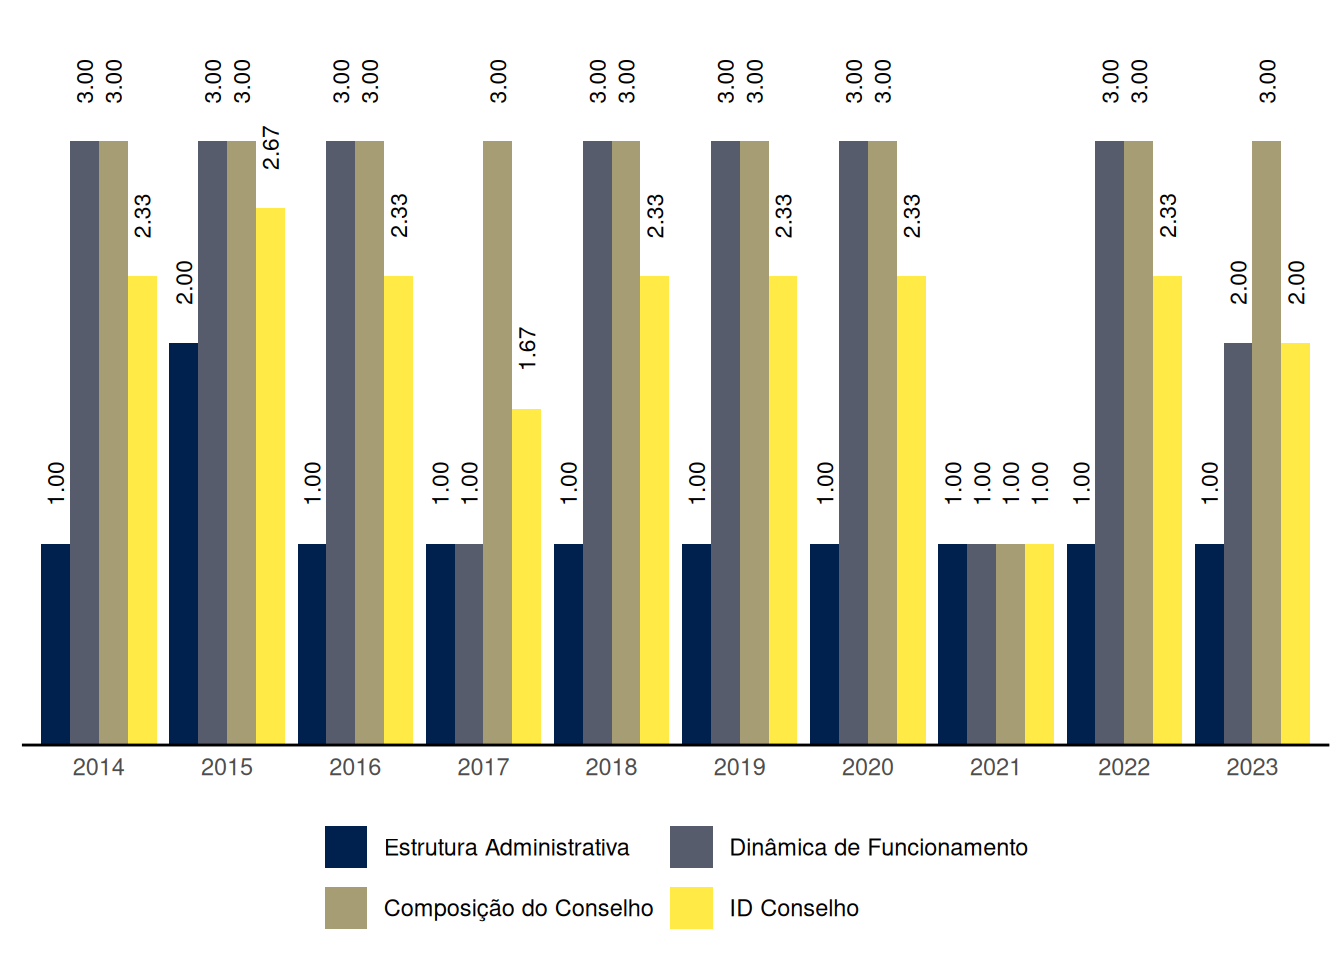 3.00 3.00 3.00 3.00 3.00 3.00 3.00 3.00 3.00 3.00 3.00 3.00 3.00 3.00 3.00 3.00
2.67
2.33 2.33 2.33 2.33 2.33 2.33
2.00 2.00 2.00
1.67
1.00 1.00 1.00 1.00 1.00 1.00 1.00 1.00 1.00 1.00 1.00 1.00 1.00
2014 2015 2016 2017 2018 2019 2020 2021 2022 2023
Estrutura Administrativa Dinâmica de Funcionamento
Composição do Conselho ID Conselho